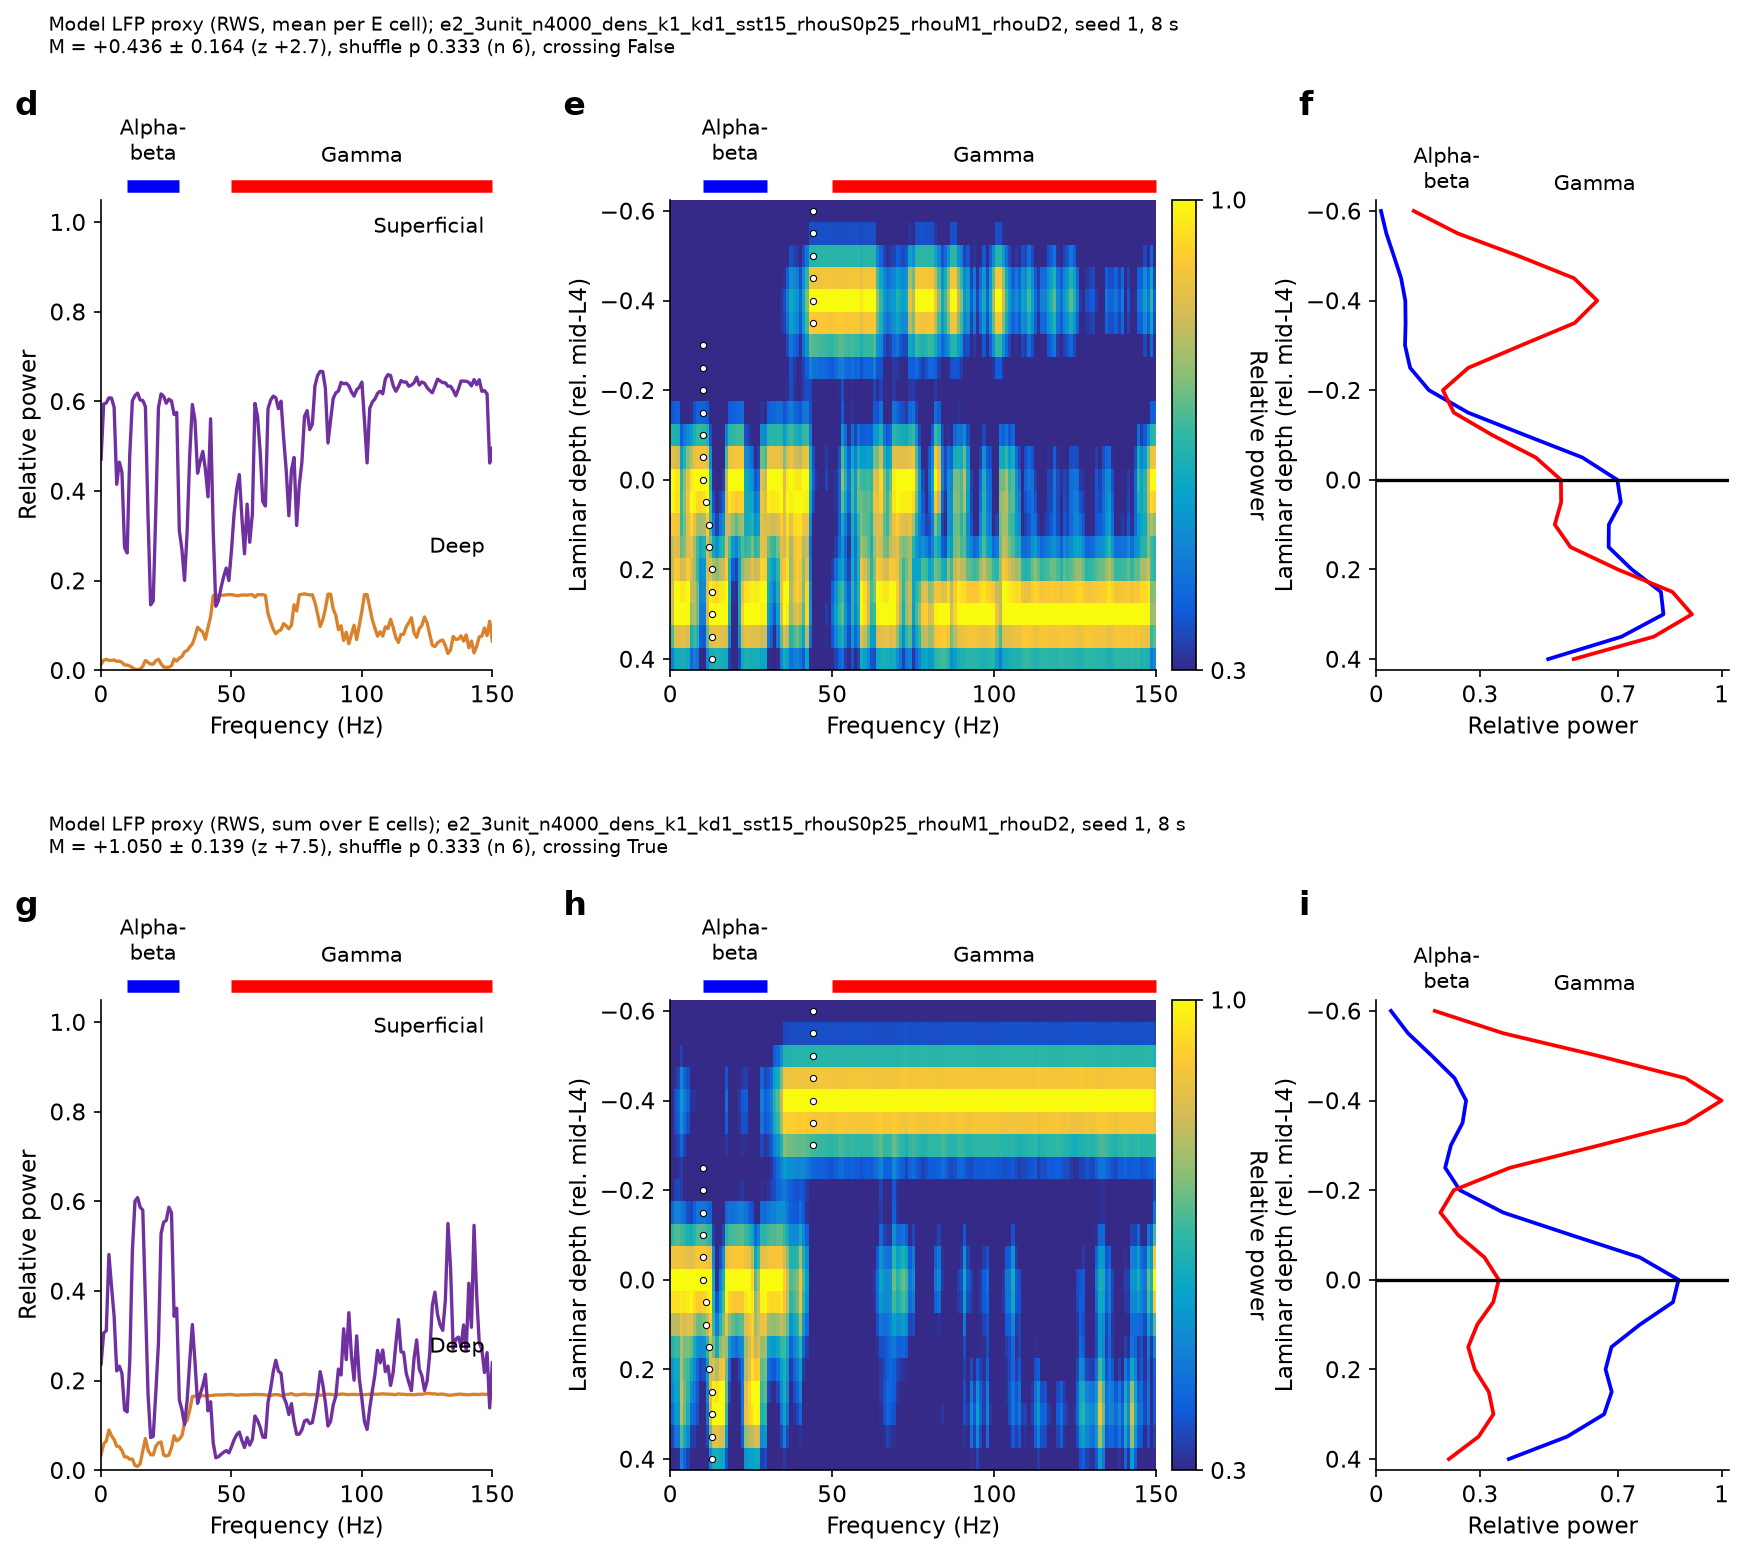 Model LFP proxy (RWS, mean per E cell); e2_3unit_n4000_dens_k1_kd1_sst15_rhouS0p25_rhouM1_rhouD2, seed 1, 8 s
M = +0.436 ± 0.164 (z +2.7), shuffle p 0.333 (n 6), crossing False
d
Alpha-
beta
Gamma
Superficial
Deep
1.0
0.8
0.6
0.4
0.2
0.0
Relative power
0
50
100
150
Frequency (Hz)
e
Alpha-
beta
Gamma
−0.6
−0.4
−0.2
0.0
0.2
0.4
Laminar depth (rel. mid-L4)
0
50
100
150
Frequency (Hz)
1.0
0.3
Relative power
f
Alpha-
beta
Gamma
−0.6
−0.4
−0.2
0.0
0.2
0.4
Laminar depth (rel. mid-L4)
0
0.3
0.7
1
Relative power
Model LFP proxy (RWS, sum over E cells); e2_3unit_n4000_dens_k1_kd1_sst15_rhouS0p25_rhouM1_rhouD2, seed 1, 8 s
M = +1.050 ± 0.139 (z +7.5), shuffle p 0.333 (n 6), crossing True
g
Alpha-
beta
Gamma
Superficial
Deep
1.0
0.8
0.6
0.4
0.2
0.0
Relative power
0
50
100
150
Frequency (Hz)
h
Alpha-
beta
Gamma
−0.6
−0.4
−0.2
0.0
0.2
0.4
Laminar depth (rel. mid-L4)
0
50
100
150
Frequency (Hz)
1.0
0.3
Relative power
i
Alpha-
beta
Gamma
−0.6
−0.4
−0.2
0.0
0.2
0.4
Laminar depth (rel. mid-L4)
0
0.3
0.7
1
Relative power